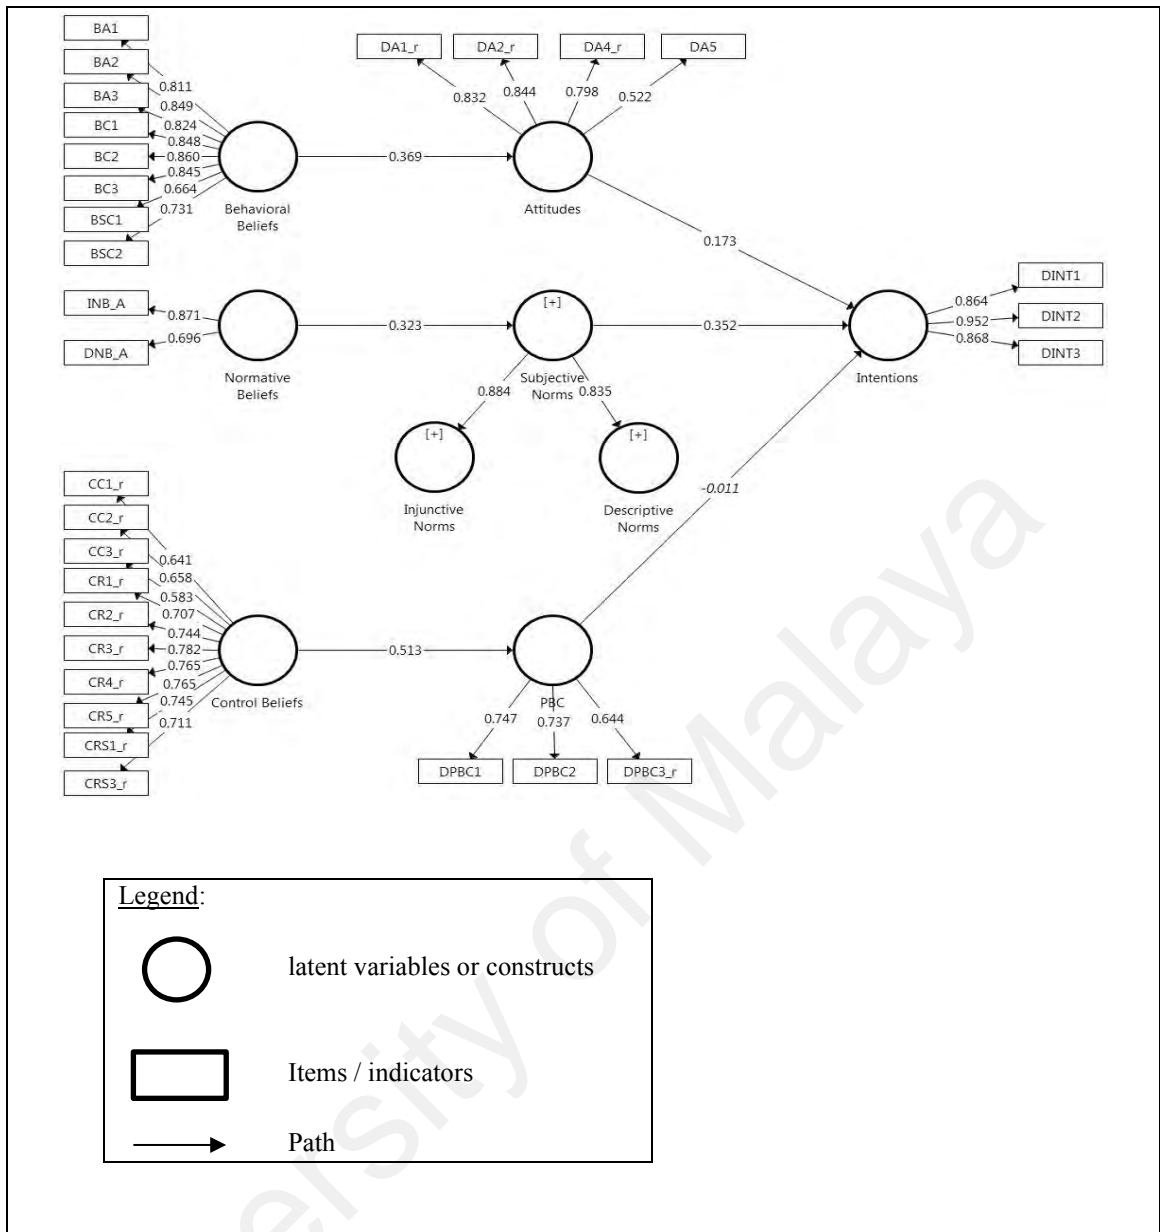 BA1
BA2
BA3
BC1
BC2
BC3
BSC1
BSC2
0.811
0.849
0.824
0.848
0.860
0.845
0.664
0.731
Behavioral
Beliefs
0.369
DA1_r
DA2_r
DA4_r
DA5
0.832
0.844
0.798
0.522
Attitudes
0.173
INB_A
DNB_A
0.871
0.696
Normative
Beliefs
0.323
[+]
Subjective
Norms
0.352
0.884
0.835
[+]
Injunctive
Norms
[+]
Descriptive
Norms
Intentions
0.864
0.952
0.868
DINT1
DINT2
DINT3
-0.011
CC1_r
CC2_r
CC3_r
CR1_r
CR2_r
CR3_r
CR4_r
CR5_r
CRS1_r
CRS3_r
0.641
0.658
0.583
0.707
0.744
0.782
0.765
0.765
0.745
0.711
Control Beliefs
0.513
PBC
0.747
0.737
0.644
DPBC1
DPBC2
DPBC3_r
Legend:
latent variables or constructs
Items / indicators
Path
ersity of Malaya